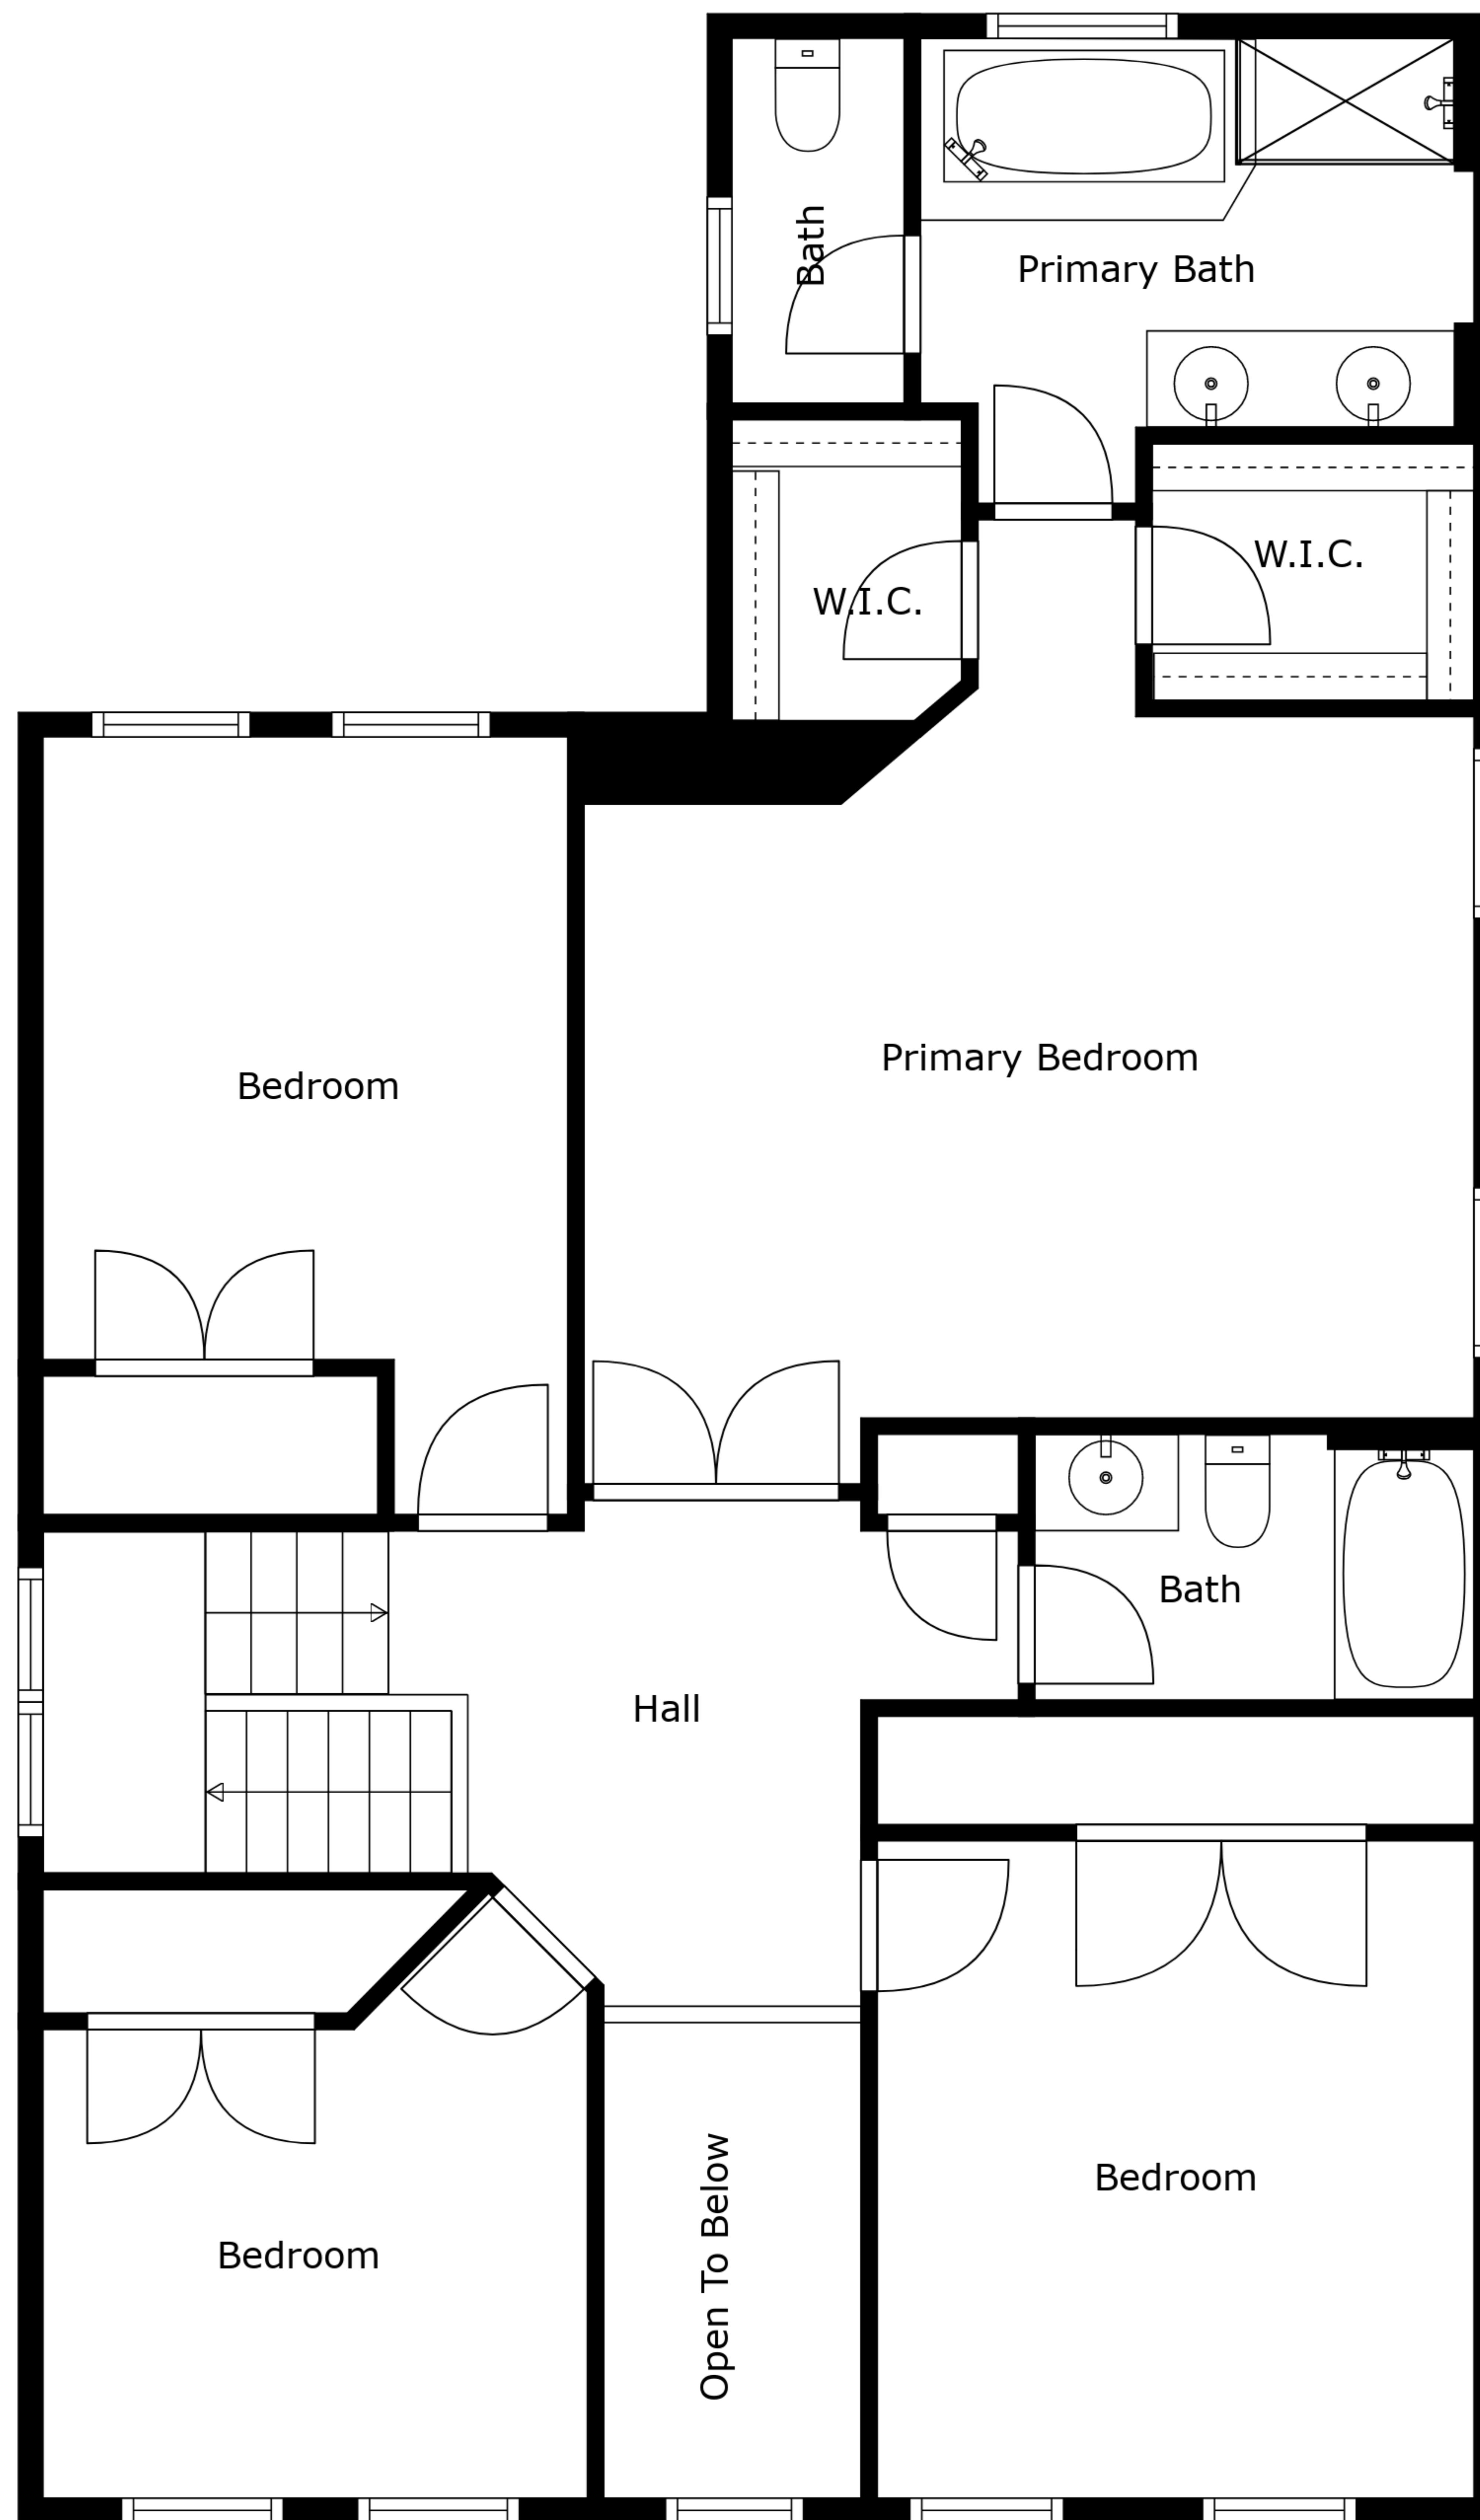 Bath
Primary Bath
W.I.C.
W.I.C.
Primary Bedroom
Bedroom
Bath
Hall
Bedroom
Bedroom
Open To Below